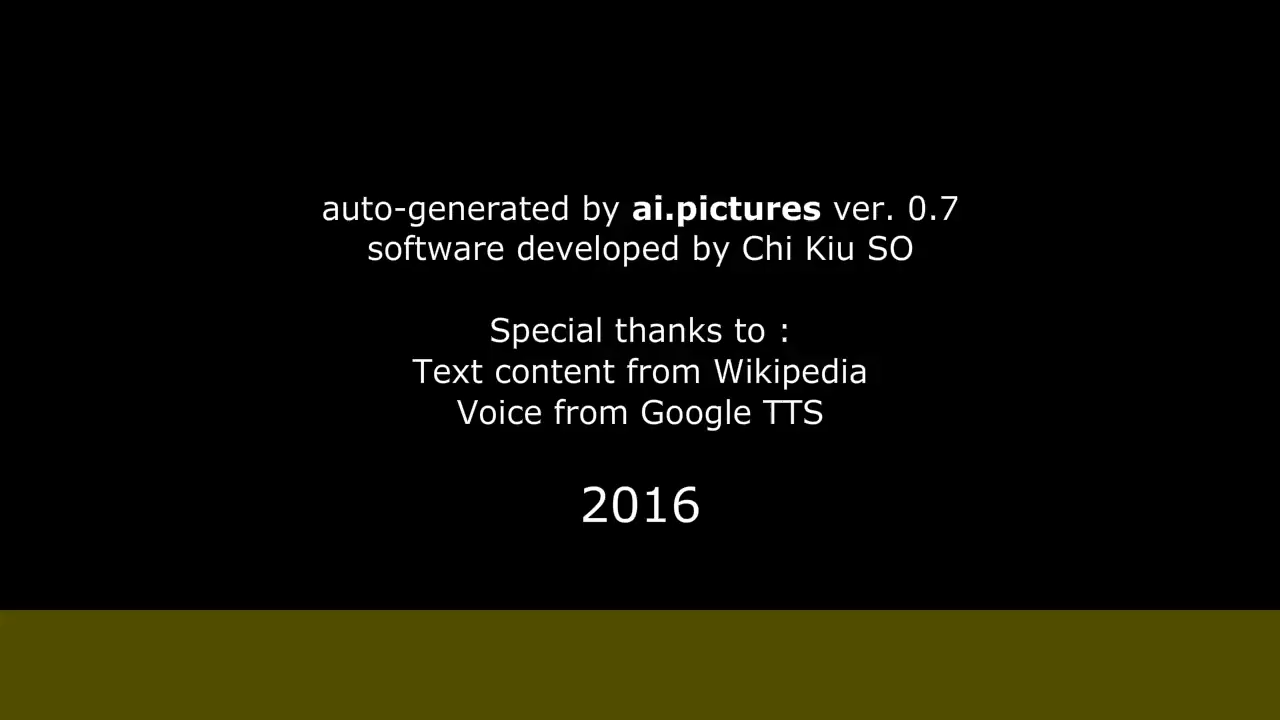 auto-generated by ai.pictures ver. 0.7
software developed by Chi Kiu SO
Special thanks to :
Text content from Wikipedia
Voice from Google TTS
2016